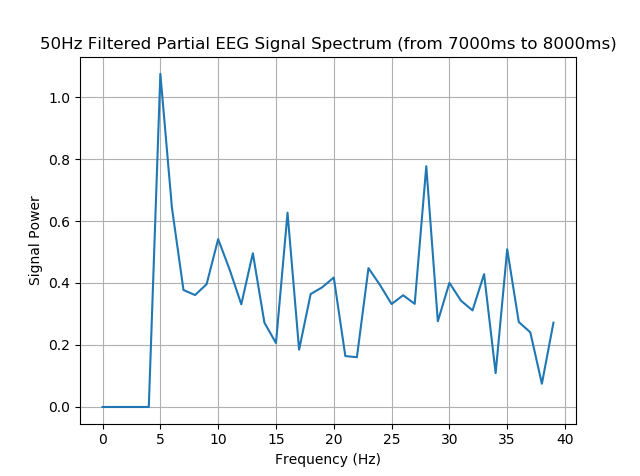 50Hz Filtered Partial EEG Signal Spectrum (from 7000ms to 8000ms)
1.0
0.8
0.6
0.4
0.2
0.0
Signal Power
0 5 10 15 20 25 30 35 40
Frequency (Hz)